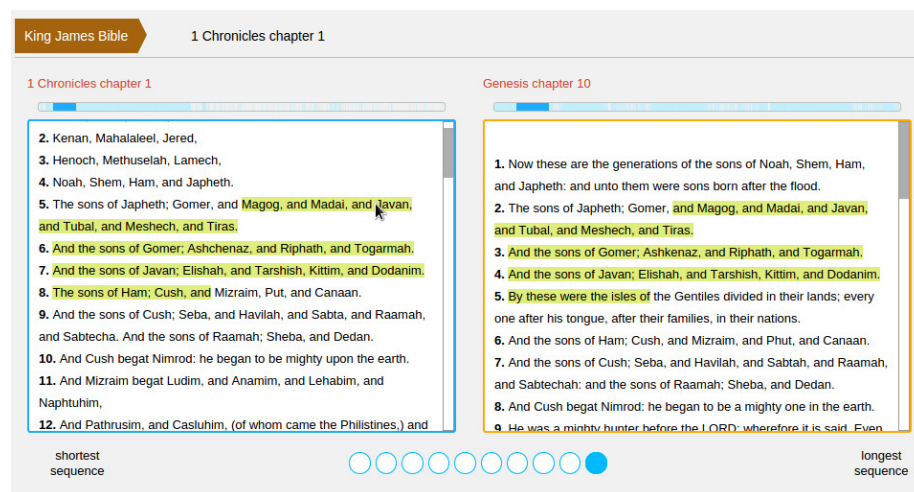 King James Bible
1 Chronicles chapter 1
1 Chronicles chapter 1
2. Kenan, Mahalaleel, Jered,
3. Henoch, Methuselah, Lamech,
4. Noah, Shem, Ham, and Japheth.
5. The sons of Japheth; Gomer, and Magog, and Madai, and Javan,
and Tubal, and Meshech, and Tiras.
6. And the sons of Gomer; Ashchenaz, and Riphath, and Togarmah.
7. And the sons of Javan; Elishah, and Tarshish, Kittim, and Dodanim.
8. The sons of Ham; Cush, and Mizraim, Put, and Canaan.
9. And the sons of Cush; Seba, and Havilah, and Sabta, and Raamah,
and Sabtecha. And the sons of Raamah; Sheba, and Dedan.
10. And Cush begat Nimrod: he began to be mighty upon the earth.
11. And Mizraim begat Ludim, and Anamim, and Lehabim, and
Naphtuhim,
12. And Pathrusim, and Casluhim, (of whom came the Philistines,) and
Genesis chapter 10
1. Now these are the generations of the sons of Noah, Shem, Ham,
and Japheth: and unto them were sons born after the flood.
2. The sons of Japheth; Gomer, and Magog, and Madai, and Javan,
and Tubal, and Meshech, and Tiras.
3. And the sons of Gomer; Ashkenaz, and Riphath, and Togarmah.
4. And the sons of Javan; Elishah, and Tarshish, Kittim, and Dodanim.
5. By these were the isles of the Gentiles divided in their lands; every
one after his tongue, after their families, in their nations.
6. And the sons of Ham; Cush, and Mizraim, and Phut, and Canaan.
7. And the sons of Cush; Seba, and Havilah, and Sabtah, and Raamah,
and Sabtechah: and the sons of Raamah; Sheba, and Dedan.
8. And Cush begat Nimrod: he began to be a mighty one in the earth.
9. He was a mighty hunter before the LORD: wherefore it is said, Even
shortest
sequence
longest
sequence